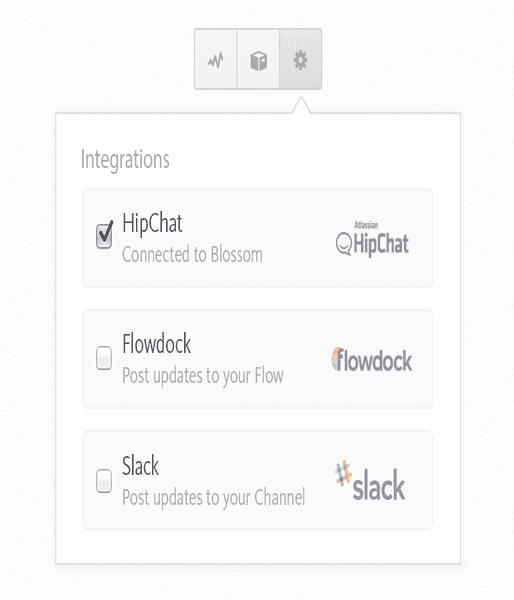 Integrations
HipChat
Connected to Blossom
Atlassian
HipChat
Flowdock
Post updates to your Flow
flowdock
Slack
Post updates to your Channel
slack